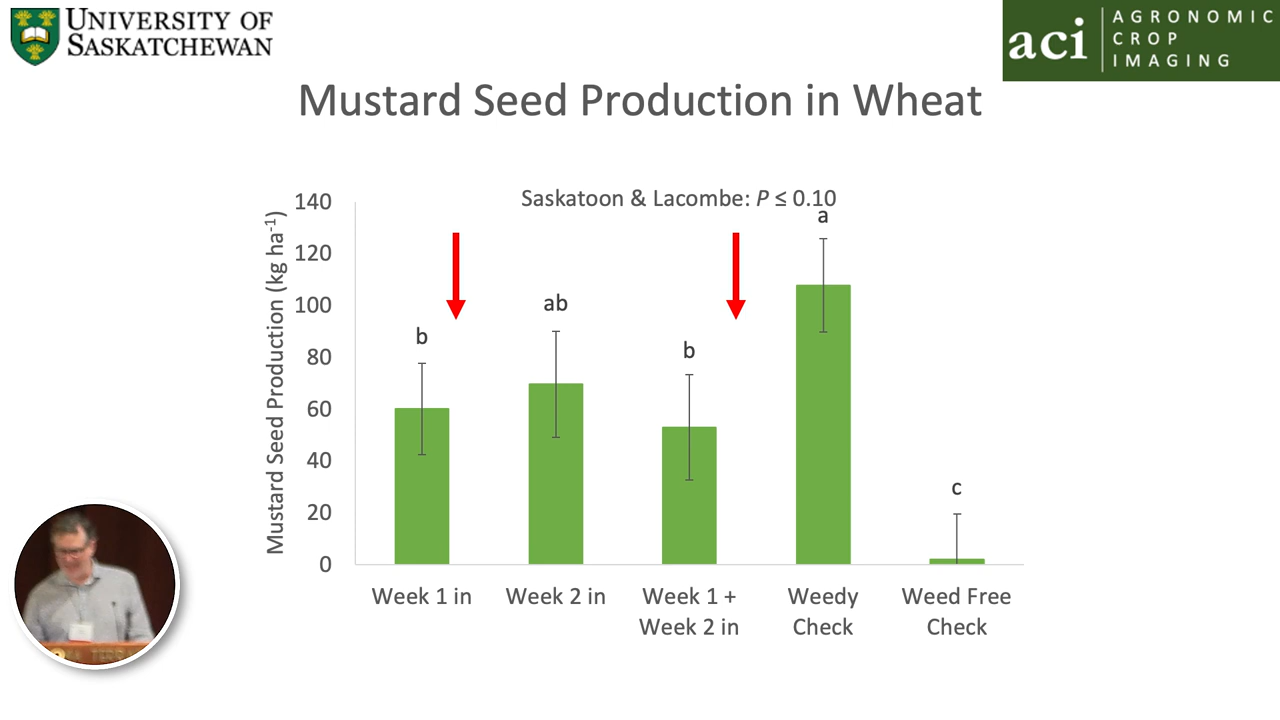 UNIVERSITY OF
SASKATCHEWAN
aci
AGRONOMIC
CROP
IMAGING
Mustard Seed Production in Wheat
Saskatoon & Lacombe: P ≤ 0.10
Mustard Seed Production (kg ha-1)
140
120
100
80
60
40
20
0
b
ab
b
a
c
Week 1 in
Week 2 in
Week 1 +
Week 2 in
Weedy
Check
Weed Free
Check